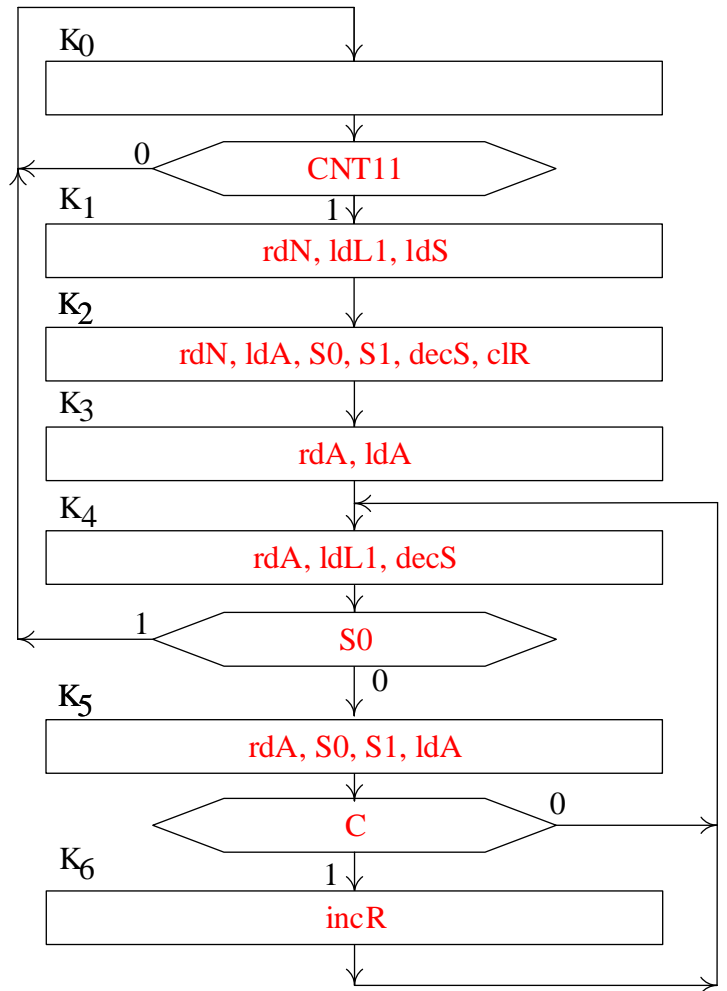 K0
CNT11
0
1
K1
rdN, ldL1, ldS
K2
rdN, ldA, S0, S1, decS, clR
K3
rdA, ldA
K4
rdA, ldL1, decS
1
S0
0
K5
rdA, S0, S1, ldA
0
C
K6
1
incR